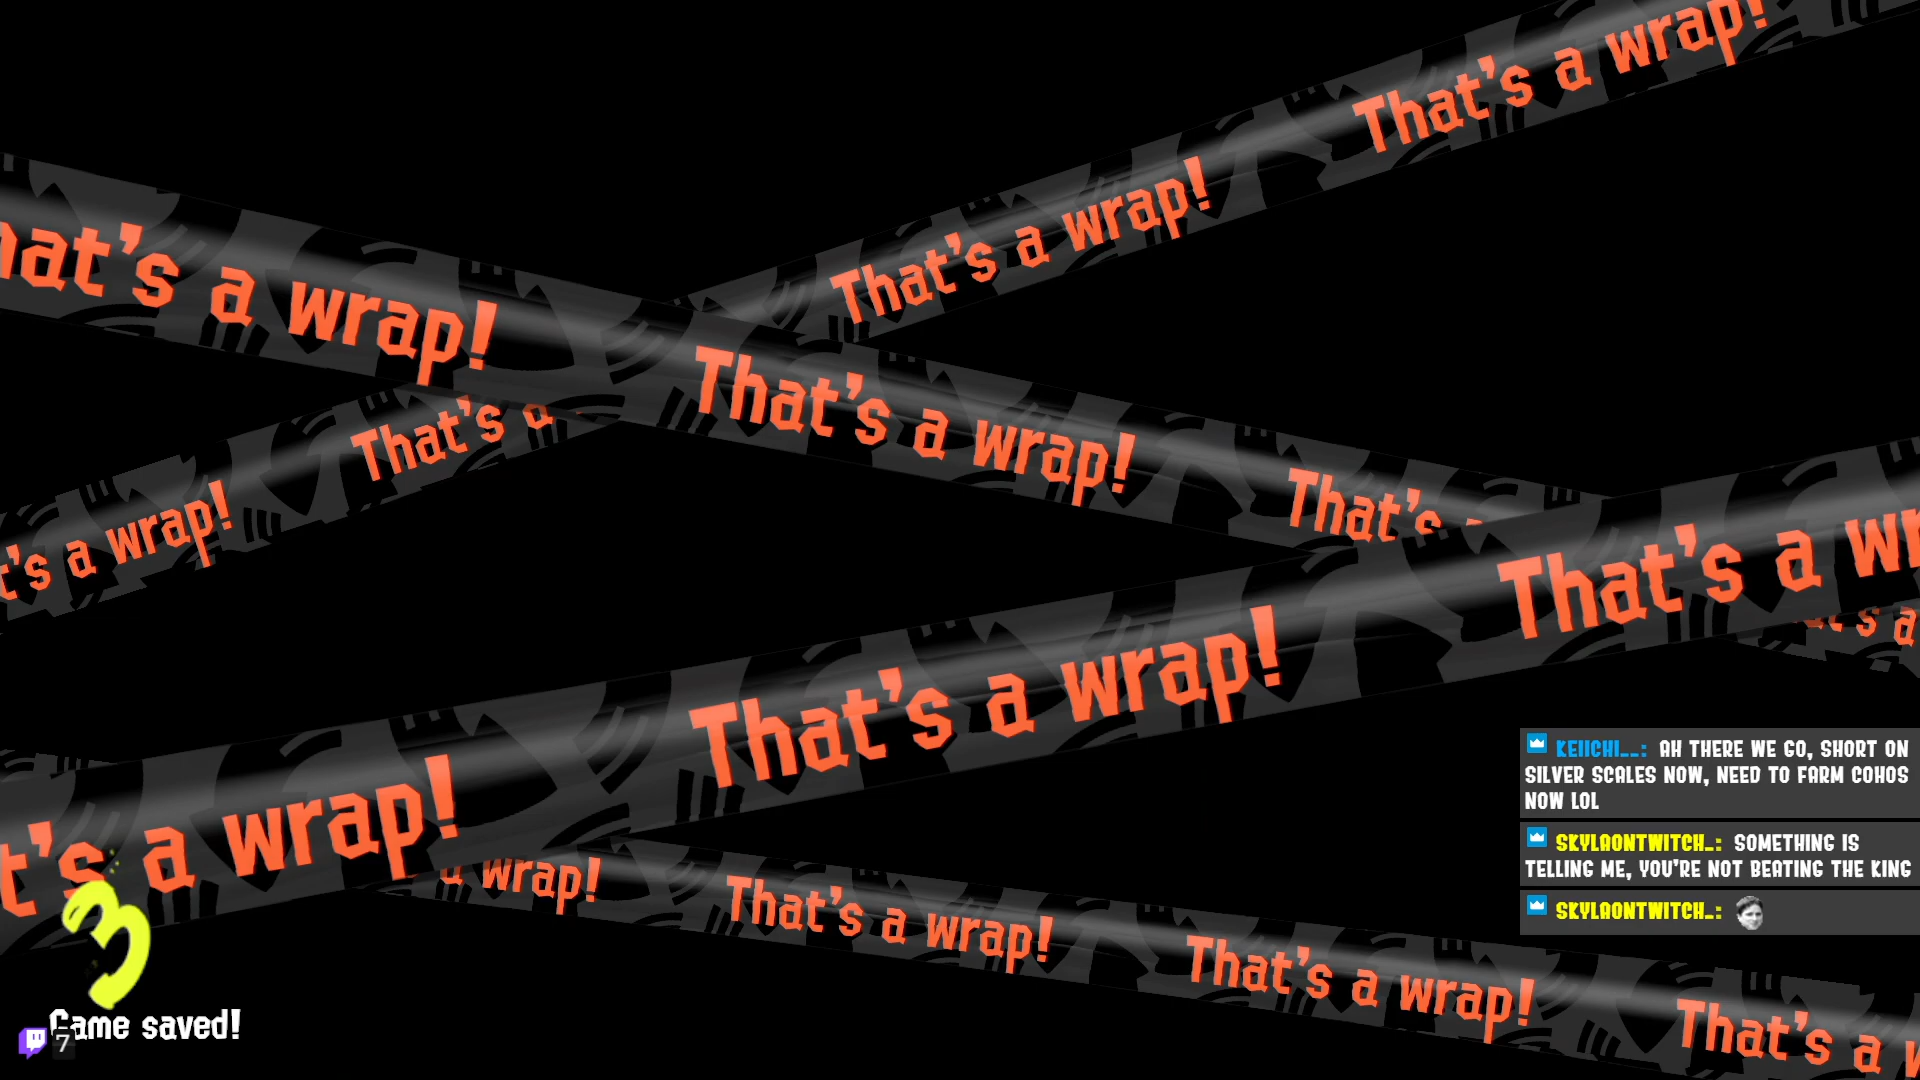 That's a wrap!
That's a wrap!
hat's a wrap!
That's a wrap!
That's
That's a
t's a wrap!
That's a wr
t's a
That's a wrap!
t's a wrap!
a wrap!
That's a wrap!
That's a wrap!
That's a w
KEIICHI__: AH THERE WE GO, SHORT ON
SILVER SCALES NOW, NEED TO FARM COHOS
NOW LOL
SKYLAONTWITCH_: SOMETHING IS
TELLING ME, YOU'RE NOT BEATING THE KING
SKYLAONTWITCH_:
3
Game saved!
7